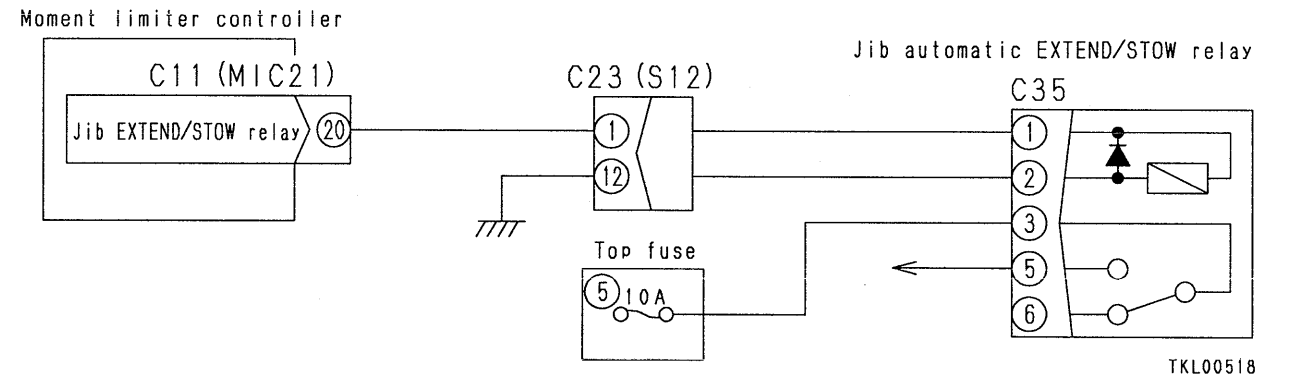 Moment limiter controller
Jib automatic EXTEND/STOW relay
C11 (MIC21)
C23 (S12)
C35
Jib EXTEND/STOW relay
20
1
12
1
2
3
5
6
Top fuse
5
10A
TKL00518